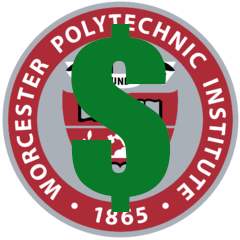 WORCESTER POLYTECHNIC INSTITUTE
• 1865 •
$